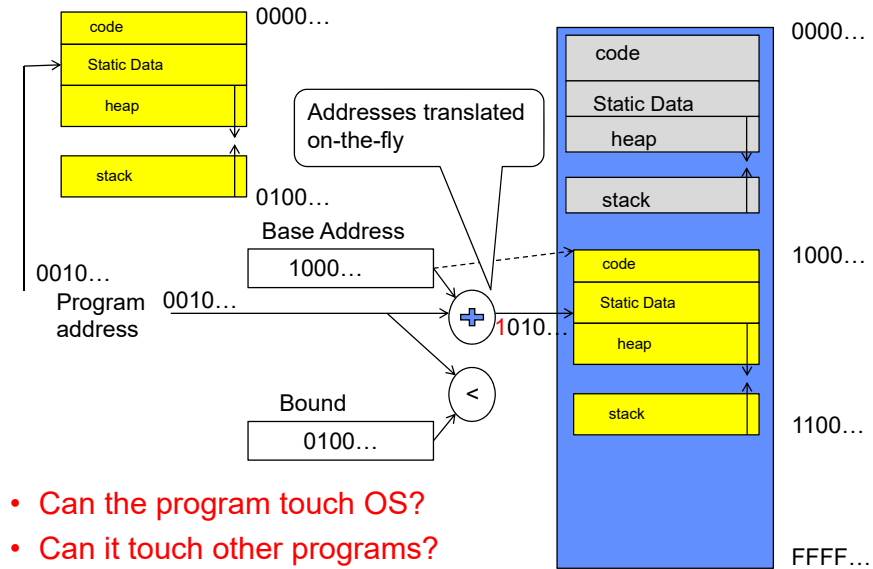 code
0000…
Static Data
heap
stack
0100…
Addresses translated
on-the-fly
Base Address
1000…
0010…
Program
address
0010…
1010…
<
Bound
0100…
code
0000…
Static Data
heap
stack
code
1000…
Static Data
heap
stack
1100…
FFFF…
• Can the program touch OS?
• Can it touch other programs?